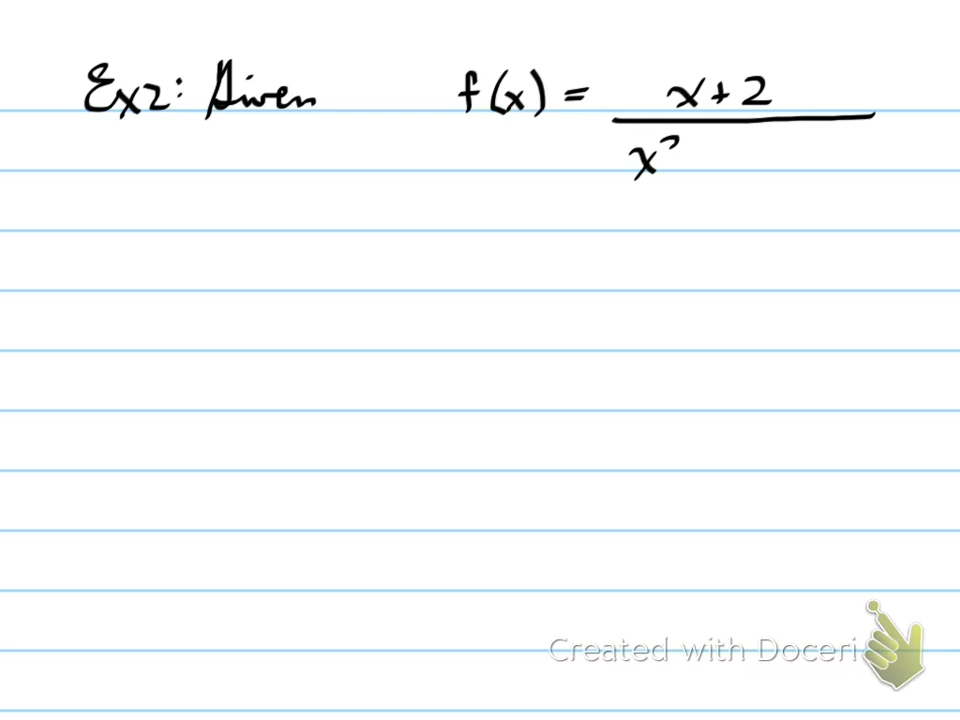 Ex2: Given f(x) = x+2
x²
Created with Doceri